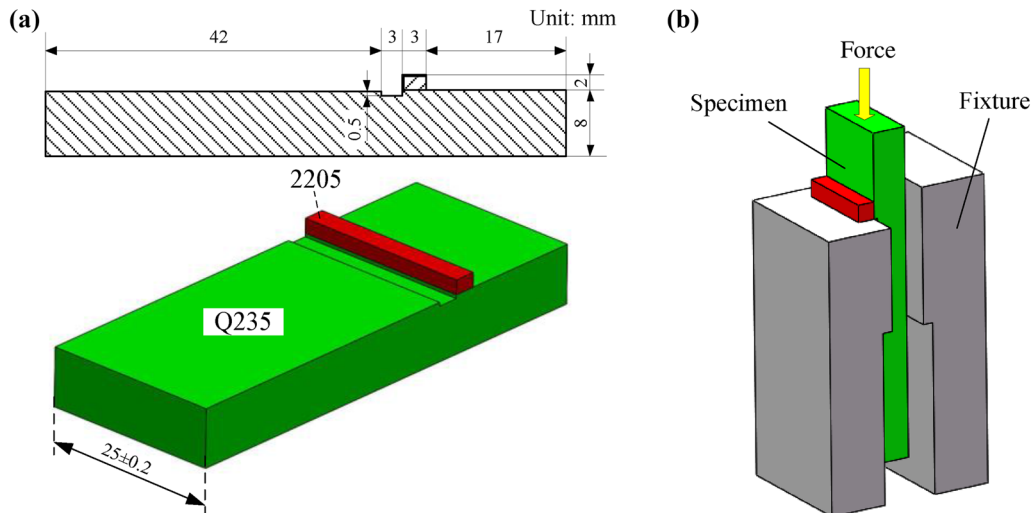 (a)
Unit: mm
42
3
3
17
2
0.5
8
2205
Q235
25±0.2
(b)
Force
Specimen
Fixture